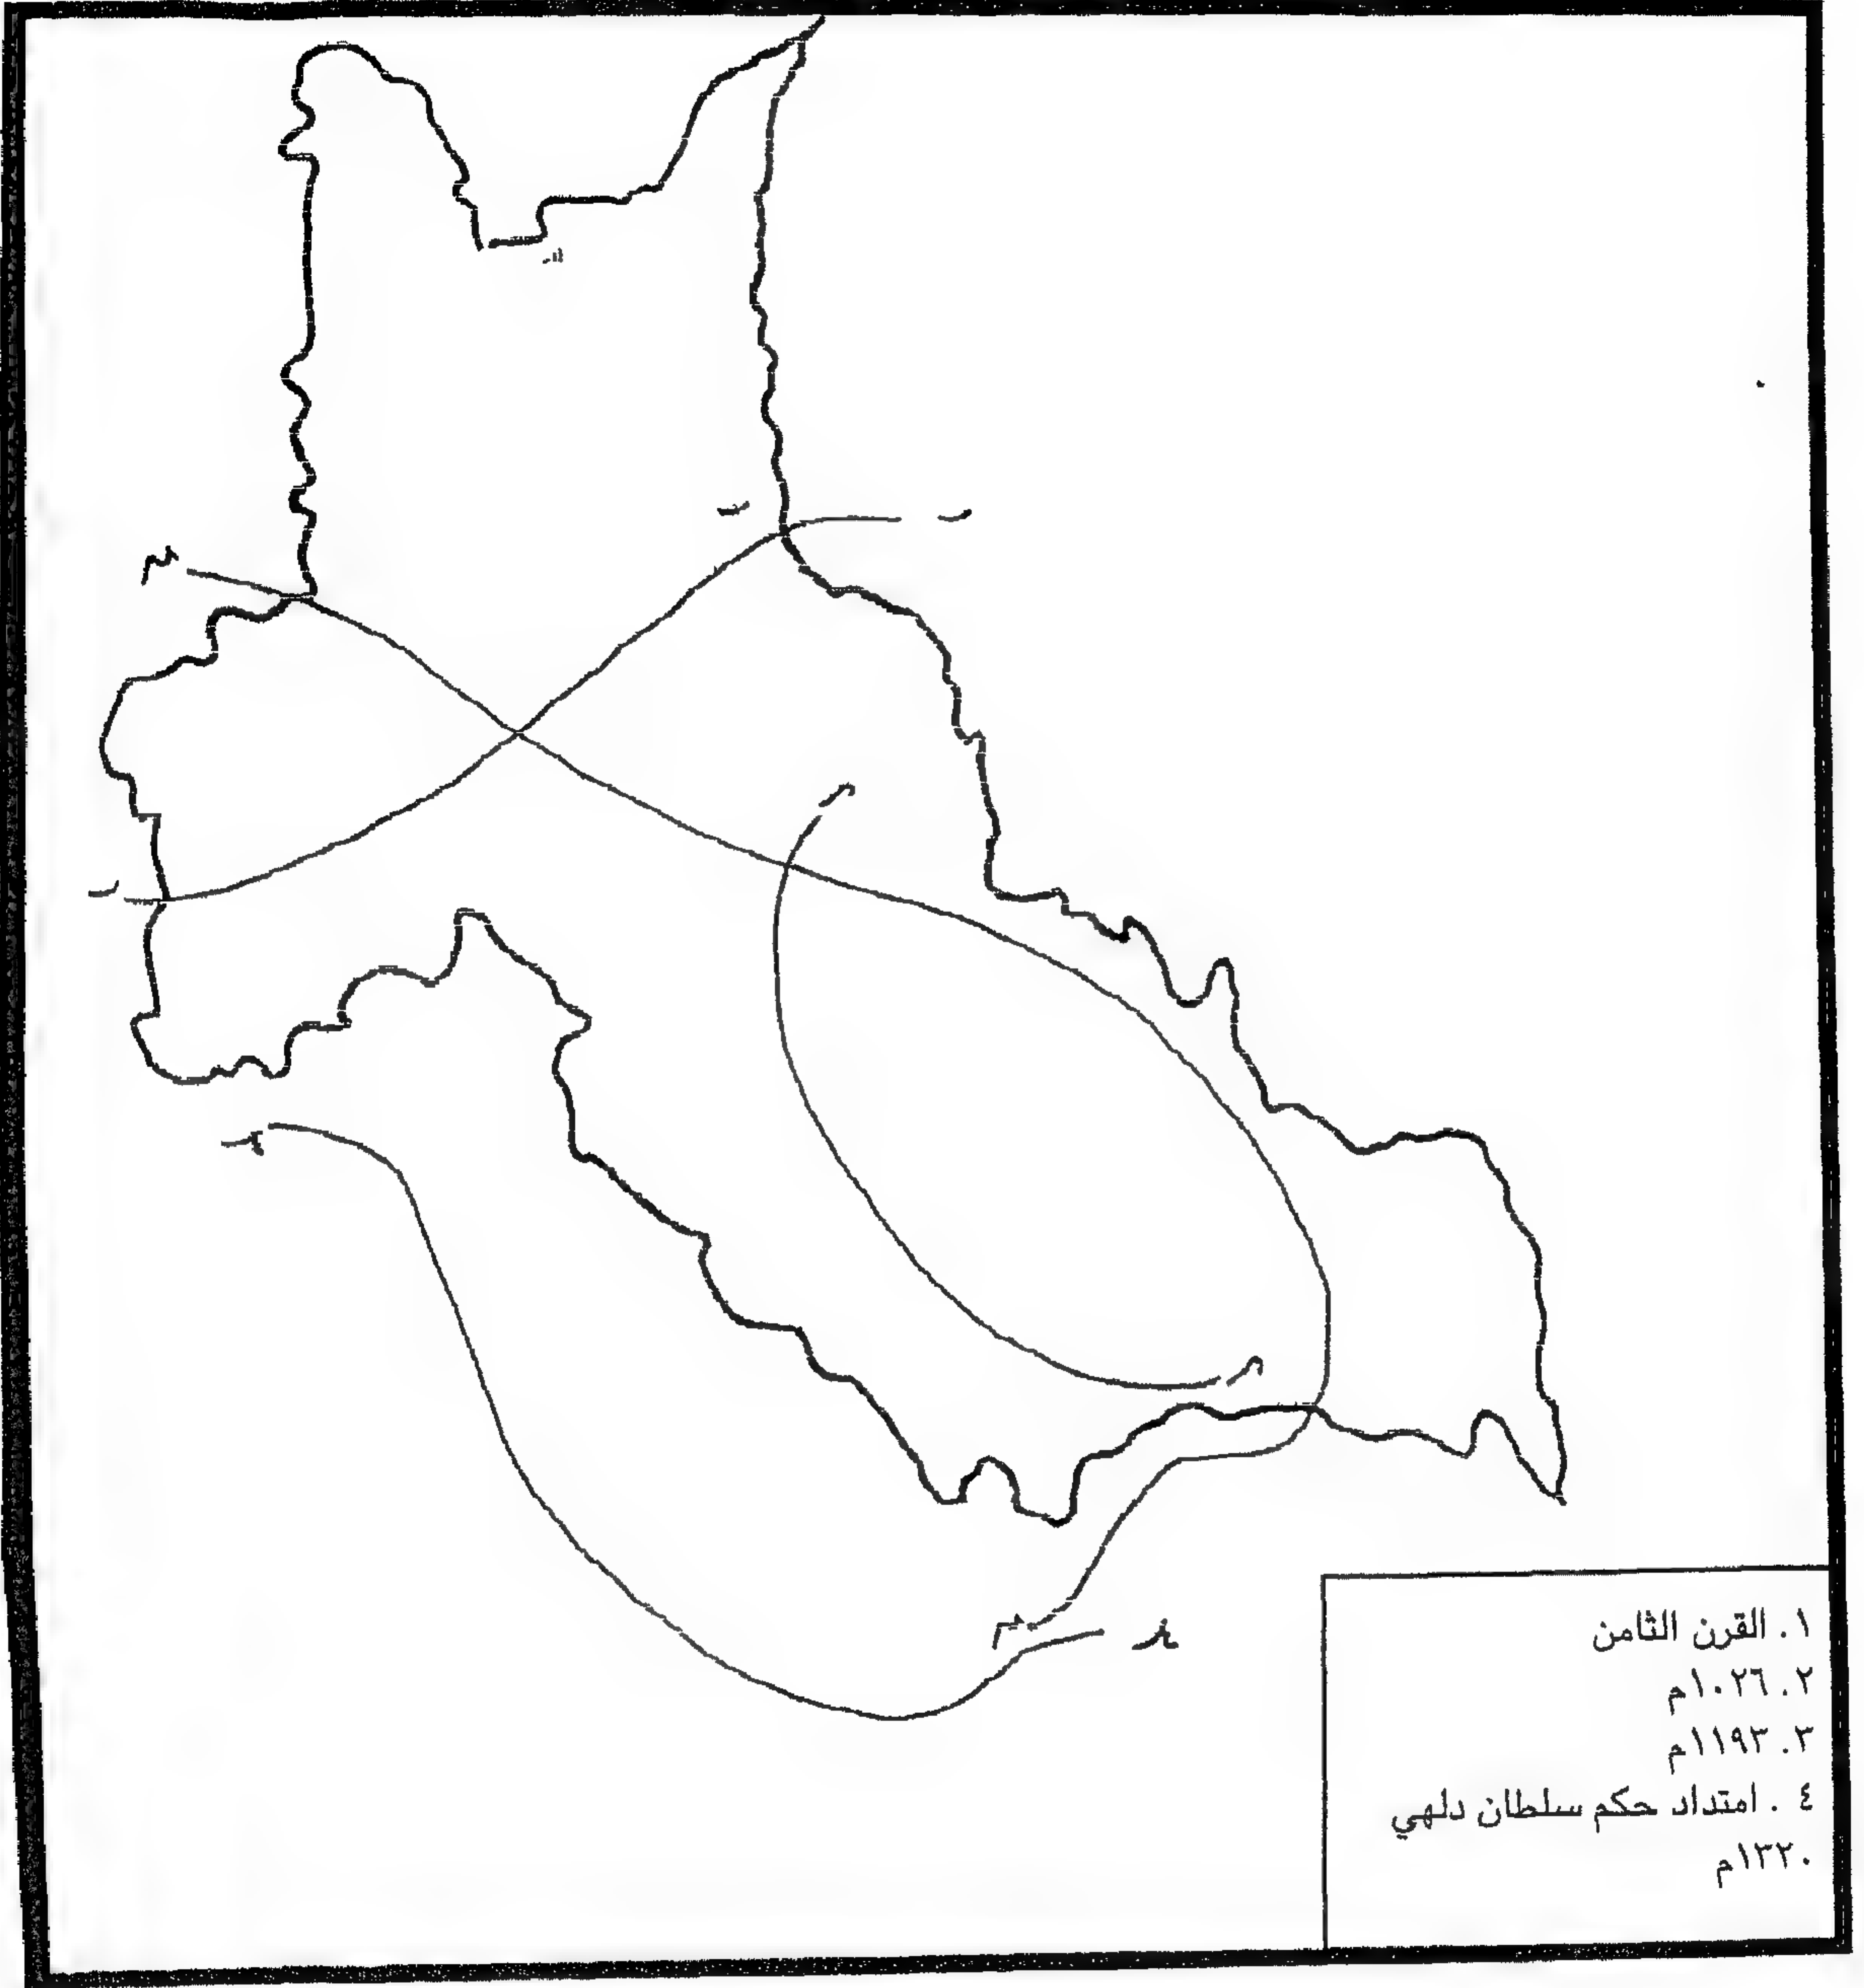 ١. القرن الثامن
٢. ١٠٢٦م
٣. ١١٩٣م
٤. امتداد حكم سلطان دلهي
١٣٢٠م